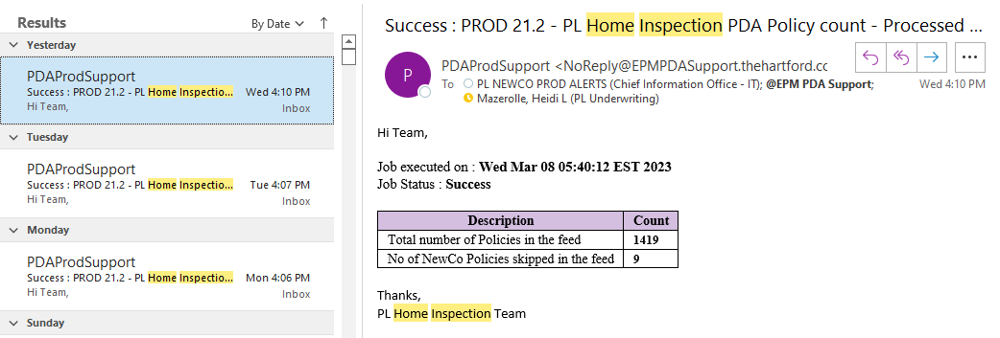 Results
By Date
Yesterday
PDAProdSupport
Success : PROD 21.2 - PL Home Inspectio... Wed 4:10 PM
Hi Team, Inbox
Tuesday
PDAProdSupport
Success : PROD 21.2 - PL Home Inspectio... Tue 4:07 PM
Hi Team, Inbox
Monday
PDAProdSupport
Success : PROD 21.2 - PL Home Inspectio... Mon 4:06 PM
Hi Team, Inbox
Sunday
Success : PROD 21.2 - PL Home Inspection PDA Policy count - Processed ...
P
PDAProdSupport <NoReply@EPMPDASupport.thehartford.cc
To PL NEWCO PROD ALERTS (Chief Information Office - IT); @EPM PDA Support; Wed 4:10 PM
Mazerolle, Heidi L (PL Underwriting)
Hi Team,
Job executed on : Wed Mar 08 05:40:12 EST 2023
Job Status : Success
Description Count
Total number of Policies in the feed 1419
No of NewCo Policies skipped in the feed 9
Thanks,
PL Home Inspection Team